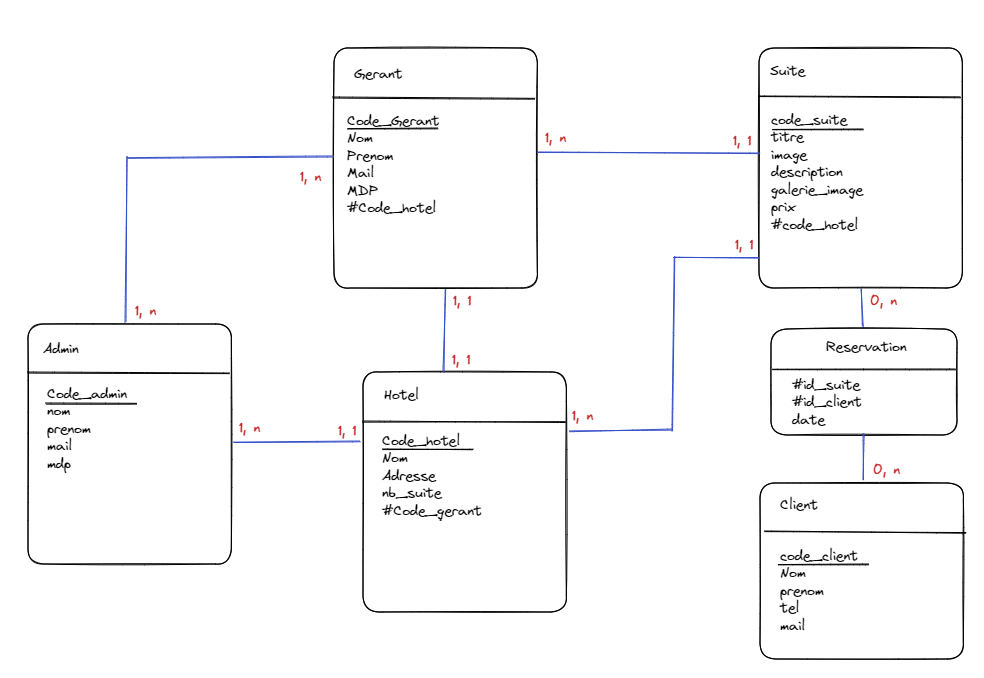 Gerant
Code_Gerant
Nom
Prenom
Mail
MDP
#Code_hotel
1, n
1, n
1, 1
1, 1
1, n
1, 1
Suite
code_suite
titre
image
description
galerie_image
prix
#code_hotel
1, 1
0, n
Reservation
#id_suite
#id_client
date
0, n
Admin
Code_admin
nom
prenom
mail
mdp
1, n
1, 1
Hotel
Code_hotel
Nom
Adresse
nb_suite
#Code_gerant
1, n
Client
code_client
Nom
prenom
tel
mail